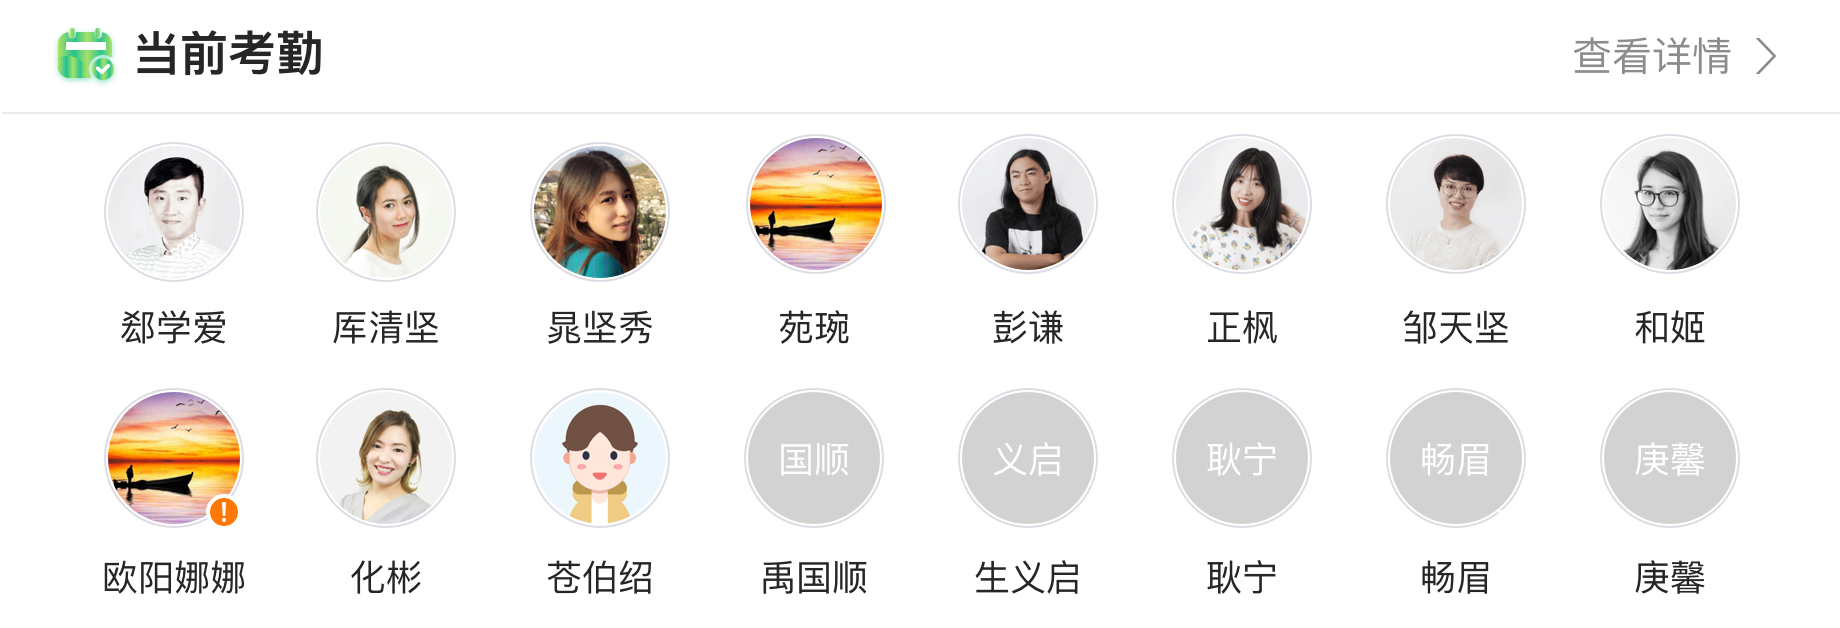 当前考勤
查看详情
郄学爱 厍清坚 晁坚秀 苑琬 彭谦 正枫 邹天坚 和姬
国顺 义启 耿宁 畅眉 庚馨
欧阳娜娜 化彬 苍伯绍 禹国顺 生义启 耿宁 畅眉 庚馨